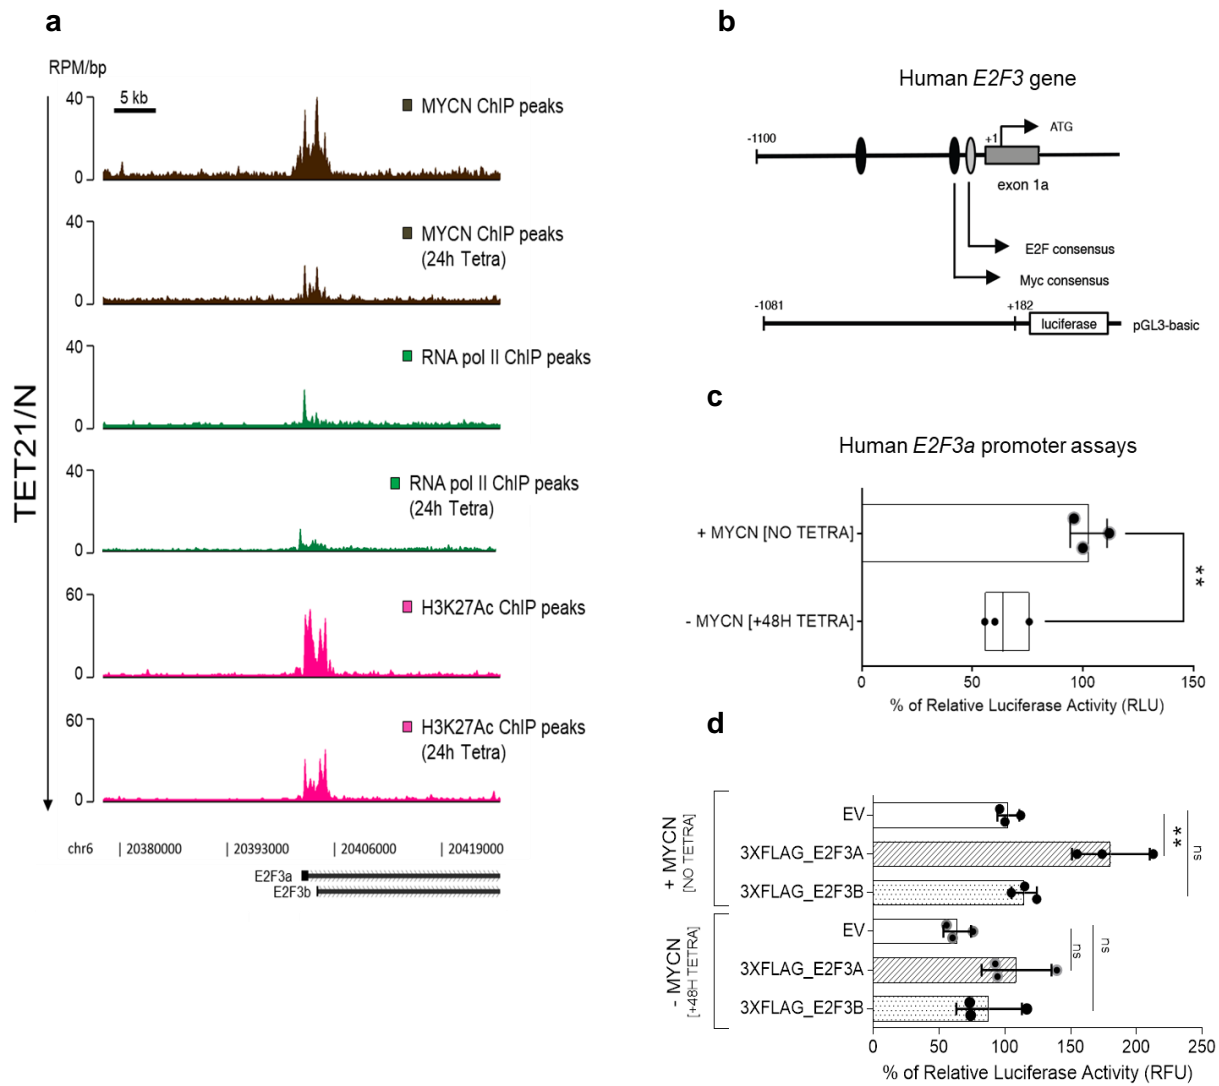 a
RPM/bp
5 kb
40
0
MYCN ChIP peaks
40
0
MYCN ChIP peaks
(24h Tetra)
40
0
RNA pol II ChIP peaks
40
0
RNA pol II ChIP peaks
(24h Tetra)
60
0
H3K27Ac ChIP peaks
60
0
H3K27Ac ChIP peaks
(24h Tetra)
TET21/N
chr6 | 20380000 | 20393000 | 20406000 | 20419000
E2F3a
E2F3b
b
Human E2F3 gene
-1100
+1
ATG
exon 1a
E2F consensus
Myc consensus
-1081
+182
luciferase
pGL3-basic
c
Human E2F3a promoter assays
+ MYCN [NO TETRA]
- MYCN [+48H TETRA]
**
0 50 100 150
% of Relative Luciferase Activity (RLU)
d
+ MYCN
[NO TETRA]
EV
3XFLAG_E2F3A
3XFLAG_E2F3B
**
ns
- MYCN
[+48H TETRA]
EV
3XFLAG_E2F3A
3XFLAG_E2F3B
ns
ns
0 50 100 150 200 250
% of Relative Luciferase Activity (RFU)